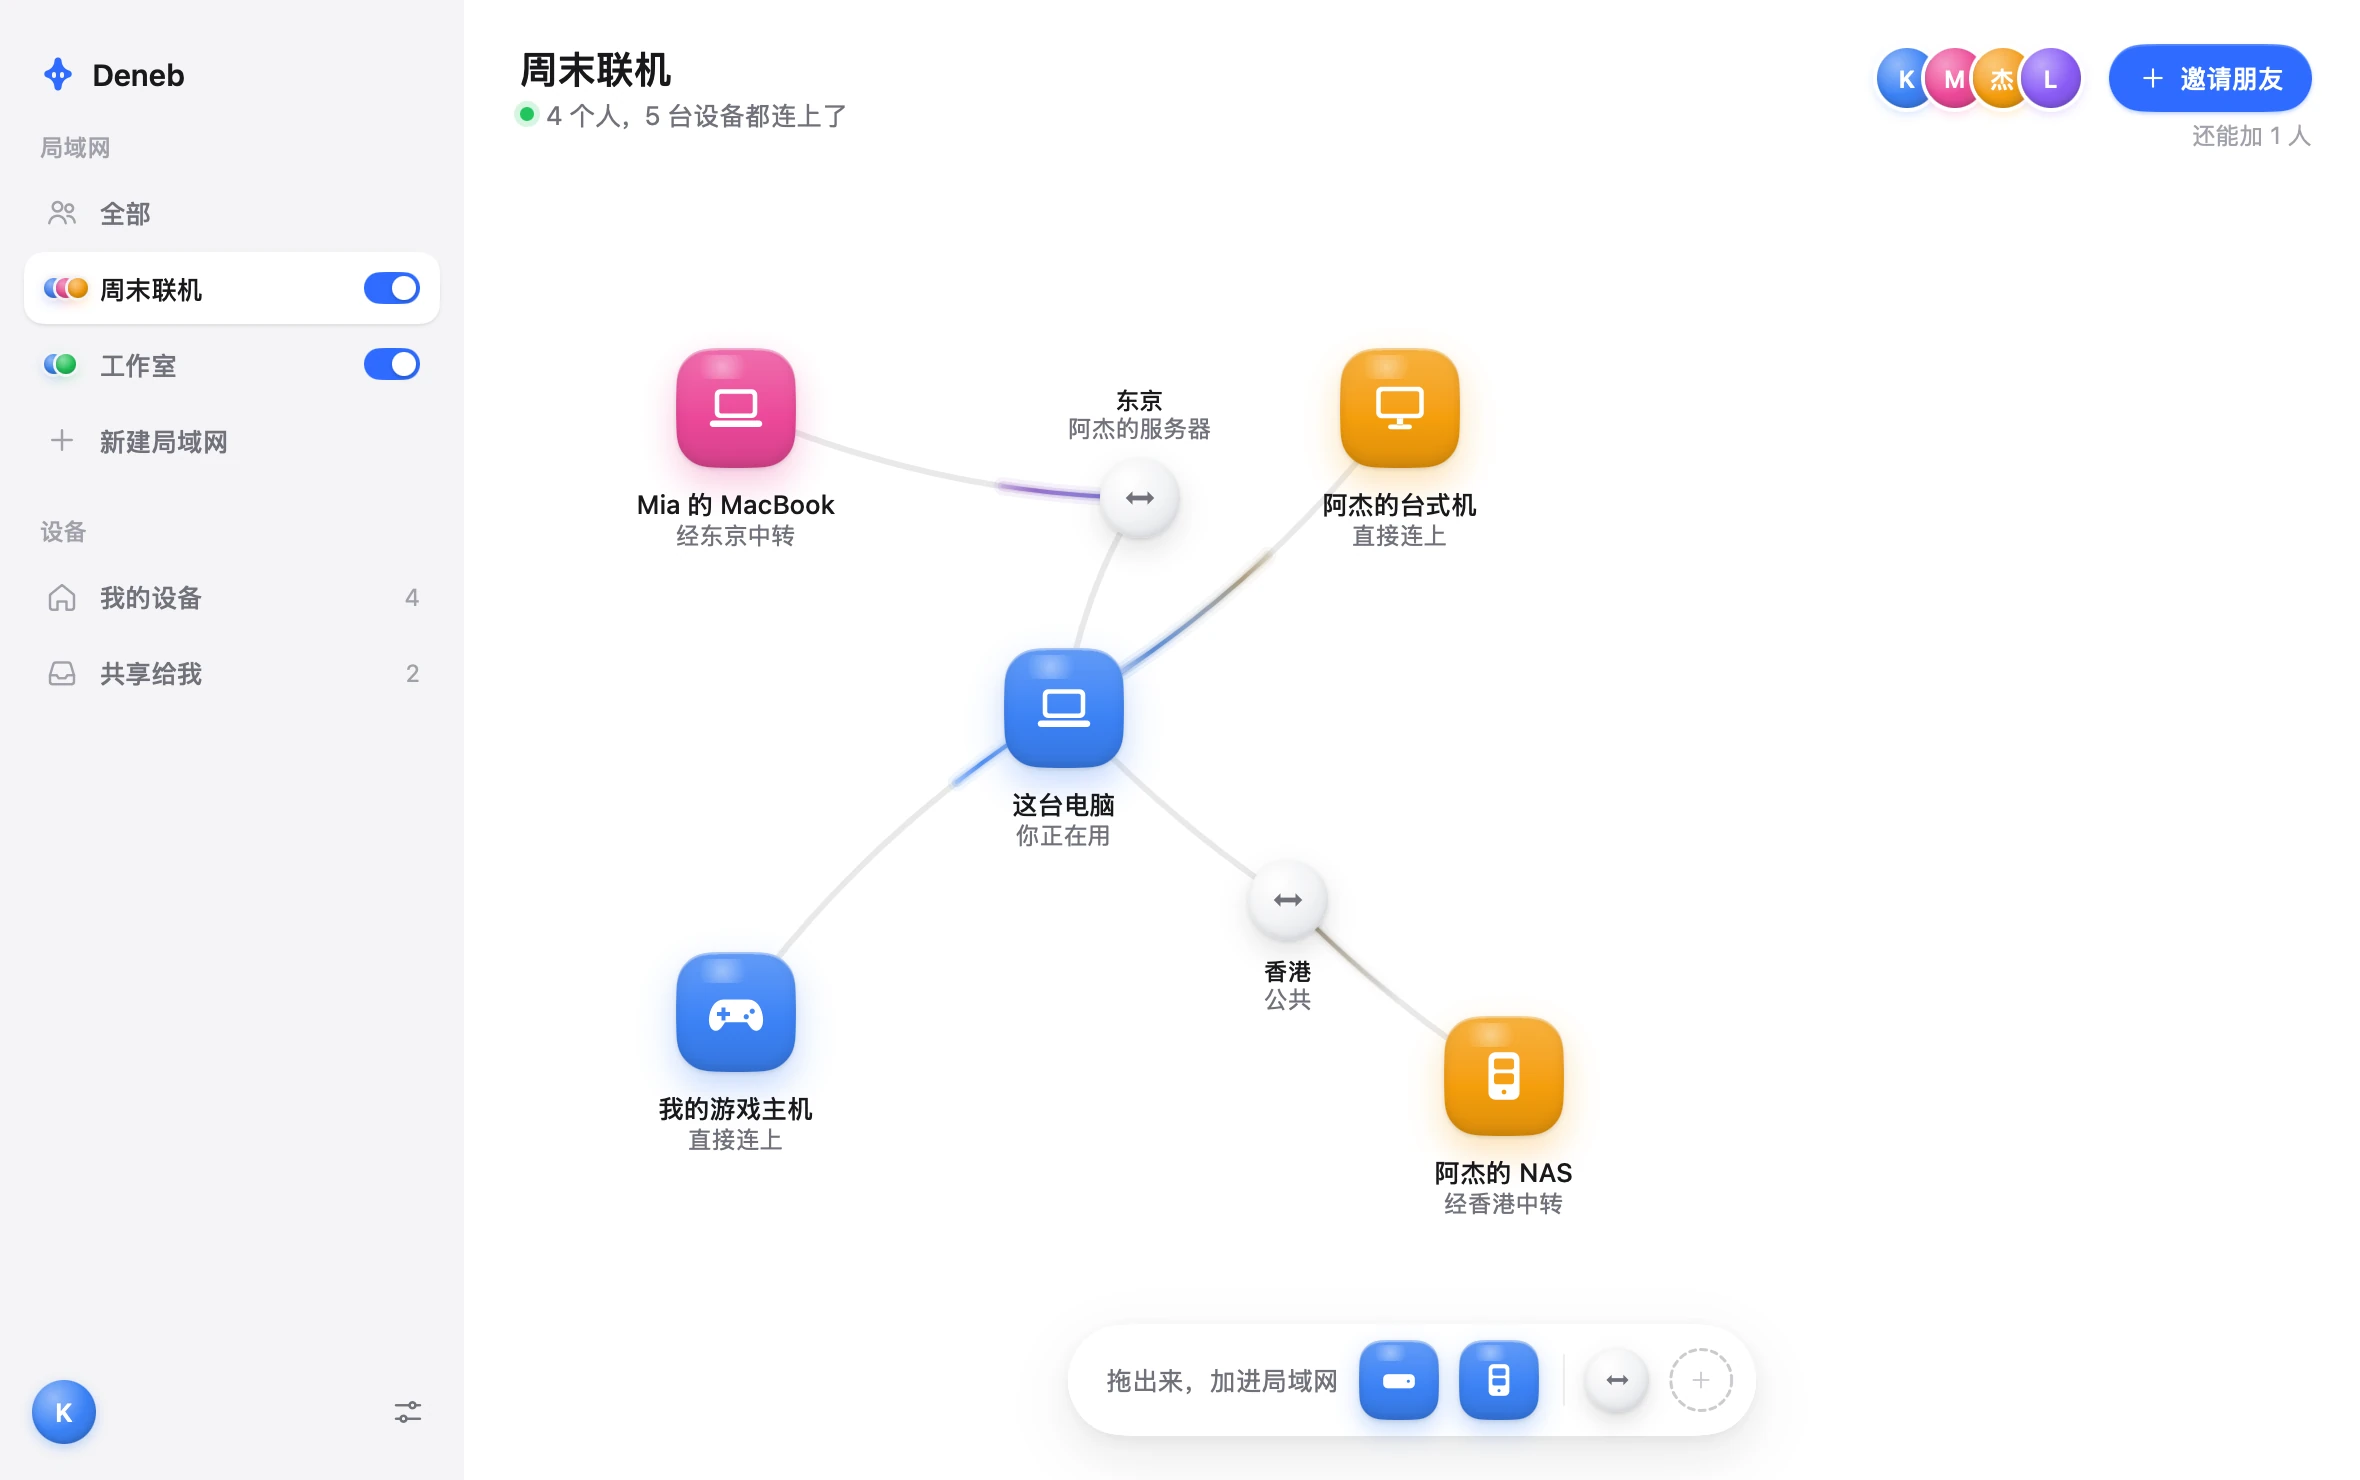 Deneb
局域网
全部
周末联机
工作室
新建局域网
设备
我的设备 4
共享给我 2
K
周末联机
4 个人，5 台设备都连上了
K M 杰 L
邀请朋友
还能加 1 人
东京
阿杰的服务器
Mia 的 MacBook
经东京中转
阿杰的台式机
直接连上
这台电脑
你正在用
香港
公共
我的游戏主机
直接连上
阿杰的 NAS
经香港中转
拖出来，加进局域网